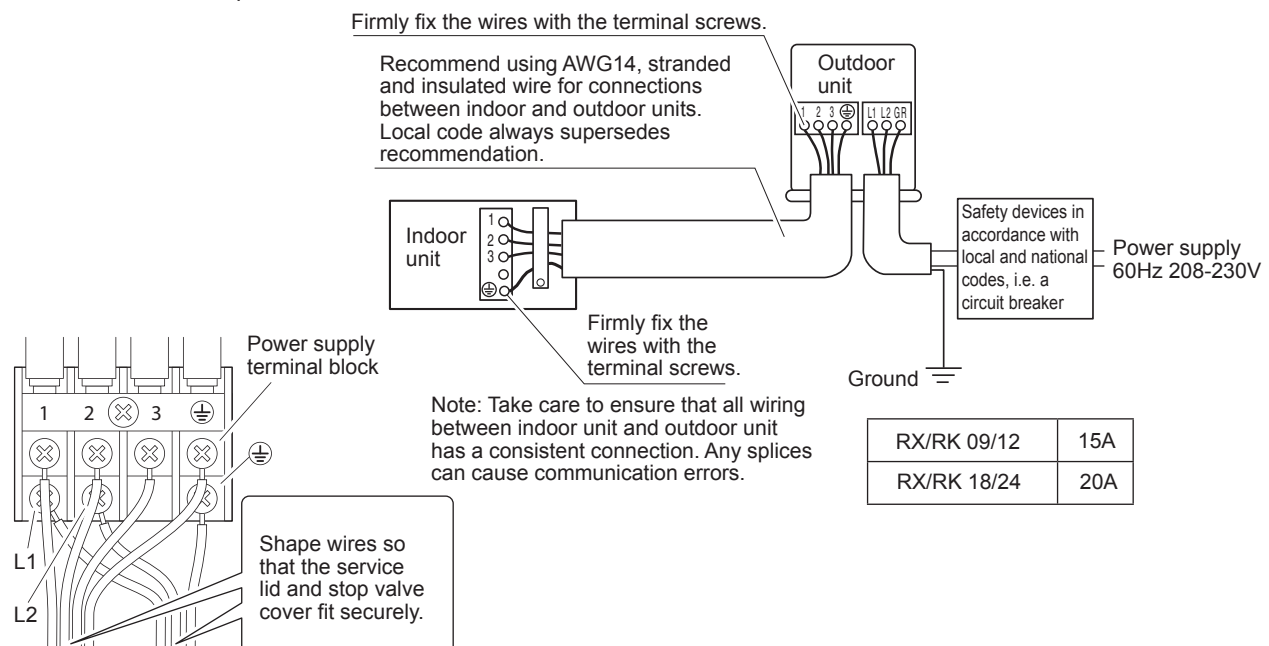 Firmly fix the wires with the terminal screws.
Recommend using AWG14, stranded
and insulated wire for connections
between indoor and outdoor units.
Local code always supersedes
recommendation.
Outdoor
unit
1 2 3
L1 L2 GR
Indoor
unit
1
2
3
Safety devices in
accordance with
local and national
codes, i.e. a
circuit breaker
Power supply
60Hz 208-230V
Ground
Firmly fix the
wires with the
terminal screws.
Note: Take care to ensure that all wiring
between indoor unit and outdoor unit
has a consistent connection. Any splices
can cause communication errors.
RX/RK 09/12 15A
RX/RK 18/24 20A
Power supply
terminal block
1 2 3
L1
L2
Shape wires so
that the service
lid and stop valve
cover fit securely.